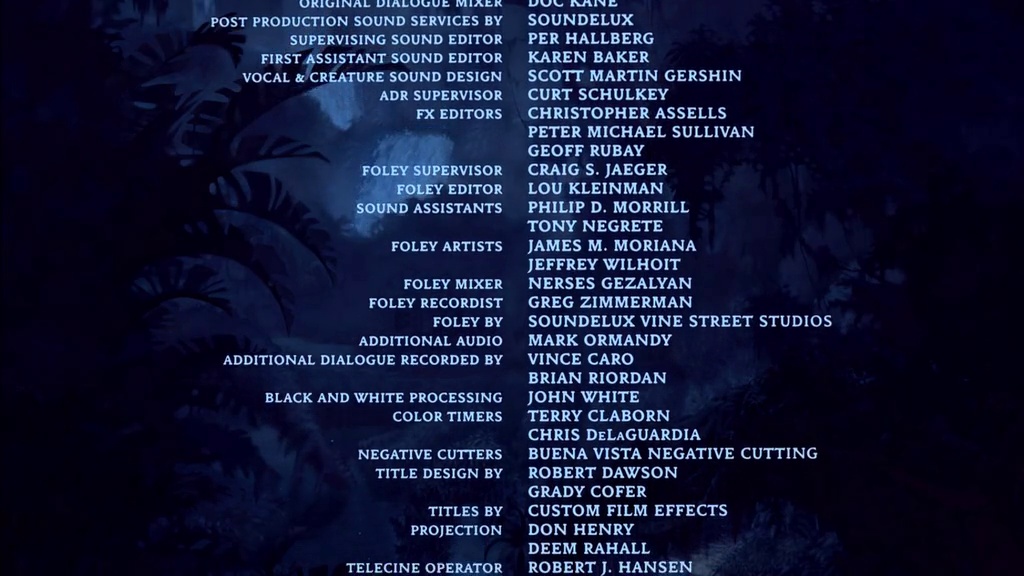 ORIGINAL DIALOGUE MIXER DOC KANE
POST PRODUCTION SOUND SERVICES BY SOUNDELUX
SUPERVISING SOUND EDITOR PER HALLBERG
FIRST ASSISTANT SOUND EDITOR KAREN BAKER
VOCAL & CREATURE SOUND DESIGN SCOTT MARTIN GERSHIN
ADR SUPERVISOR CURT SCHULKEY
FX EDITORS CHRISTOPHER ASSELLS
PETER MICHAEL SULLIVAN
GEOFF RUBAY
FOLEY SUPERVISOR CRAIG S. JAEGER
FOLEY EDITOR LOU KLEINMAN
SOUND ASSISTANTS PHILIP D. MORRILL
TONY NEGRETE
FOLEY ARTISTS JAMES M. MORIANA
JEFFREY WILHOIT
FOLEY MIXER NERSES GEZALYAN
FOLEY RECORDIST GREG ZIMMERMAN
FOLEY BY SOUNDELUX VINE STREET STUDIOS
ADDITIONAL AUDIO MARK ORMANDY
ADDITIONAL DIALOGUE RECORDED BY VINCE CARO
BRIAN RIORDAN
BLACK AND WHITE PROCESSING JOHN WHITE
COLOR TIMERS TERRY CLABORN
CHRIS DeLaGUARDIA
NEGATIVE CUTTERS BUENA VISTA NEGATIVE CUTTING
TITLE DESIGN BY ROBERT DAWSON
GRADY COFER
TITLES BY CUSTOM FILM EFFECTS
PROJECTION DON HENRY
DEEM RAHALL
TELECINE OPERATOR ROBERT J. HANSEN